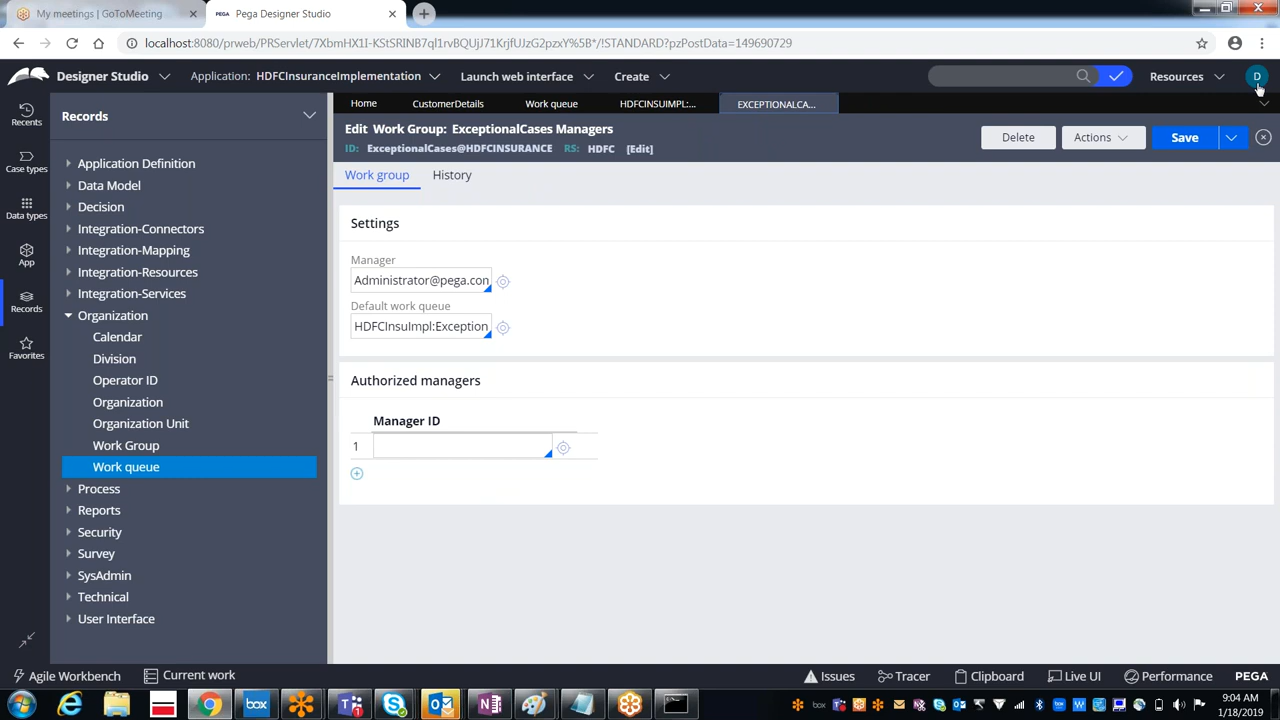 My meetings | GoToMeeting
PEGA Pega Designer Studio
localhost:8080/prweb/PRServlet/7XbmHX1I-KStSRINB7ql1rvBQUjJ71KrjfUJzG2pzxY%5B*/!STANDARD?pzPostData=149690729
Designer Studio
Application: HDFCInsuranceImplementation
Launch web interface
Create
Resources
D
Home
CustomerDetails
Work queue
HDFCINSUIMPL:...
EXCEPTIONALCA...
Recents
Case types
Data types
App
Records
Favorites
Records
Application Definition
Data Model
Decision
Integration-Connectors
Integration-Mapping
Integration-Resources
Integration-Services
Organization
Calendar
Division
Operator ID
Organization
Organization Unit
Work Group
Work queue
Process
Reports
Security
Survey
SysAdmin
Technical
User Interface
Edit Work Group: ExceptionalCases Managers
ID: ExceptionalCases@HDFCINSURANCE RS: HDFC [Edit]
Delete
Actions
Save
Work group
History
Settings
Manager
Administrator@pega.con
Default work queue
HDFCInsuImpl:Exception
Authorized managers
Manager ID
1
Agile Workbench
Current work
Issues
Tracer
Clipboard
Live UI
Performance
PEGA
box
9:04 AM
1/18/2019